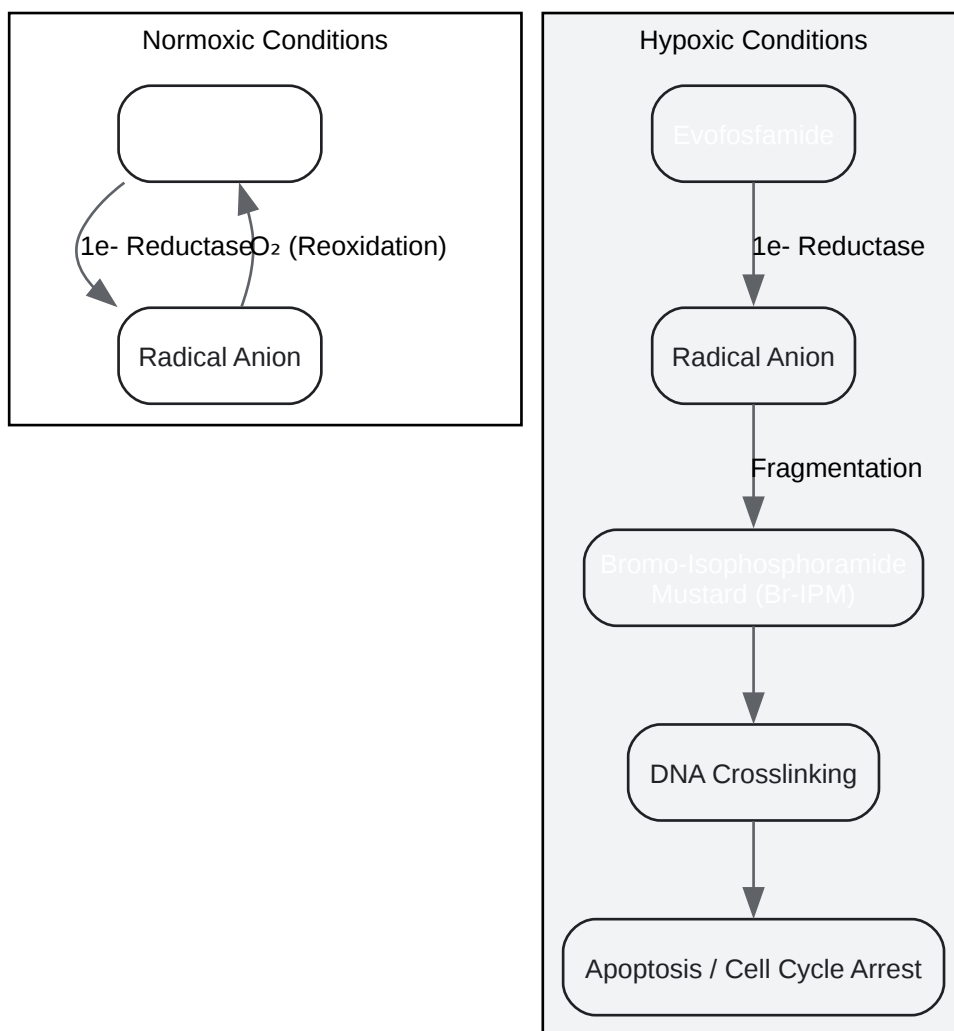 Normoxic Conditions
1e- Reductase
O₂ (Reoxidation)
Radical Anion
Hypoxic Conditions
Evofosfamide
1e- Reductase
Radical Anion
Fragmentation
Bromo-Isophosphoramide
Mustard (Br-IPM)
DNA Crosslinking
Apoptosis / Cell Cycle Arrest